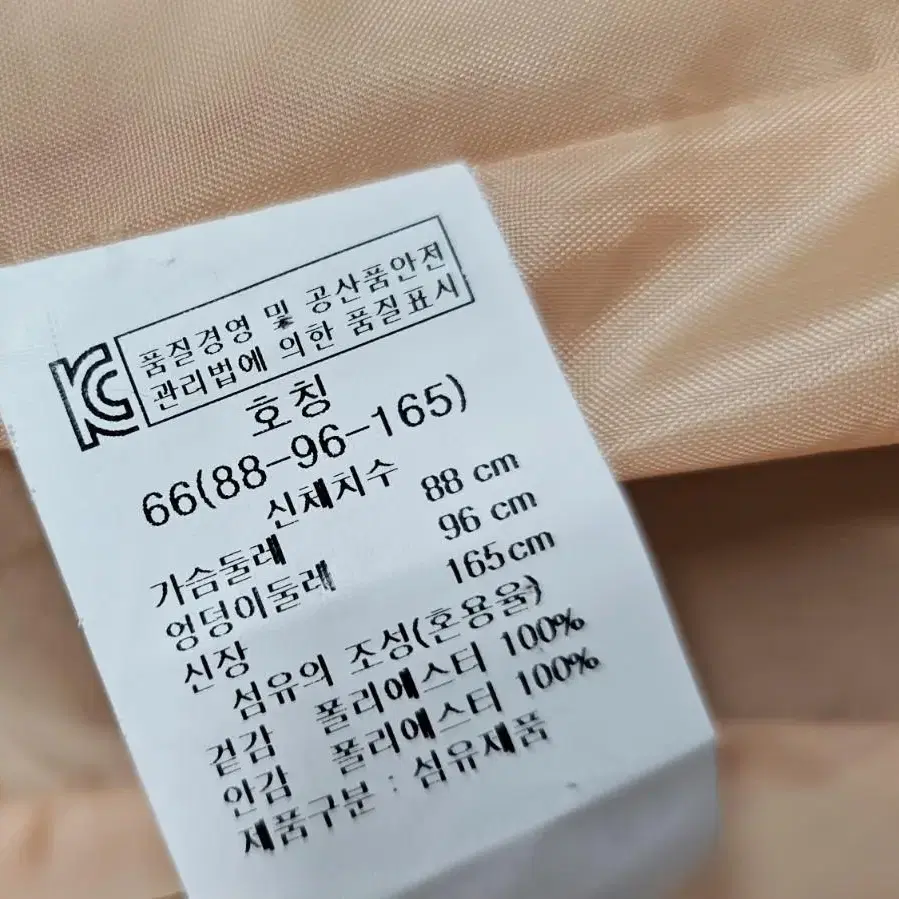 KC
품질경영 및 공산품안전
관리법에 의한 품질표시
호칭
66(88-96-165)
신체치수
가슴둘레 88 cm
엉덩이둘레 96 cm
신장 165cm
섬유의 조성(혼용율)
겉감 폴리에스터 100%
안감 폴리에스터 100%
제품구분 : 섬유제품